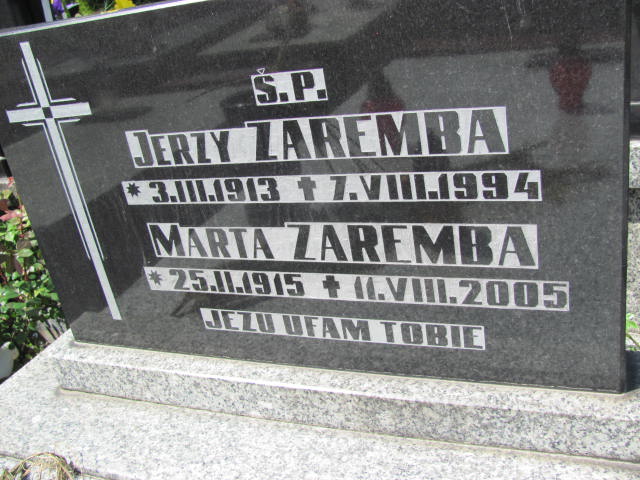 Ś.P.
JERZY ZAREMBA
* 3.III.1913 ✝ 7.VIII.1994
MARTA ZAREMBA
* 25.II.1915 ✝ 11.VIII.2005
JEZU UFAM TOBIE